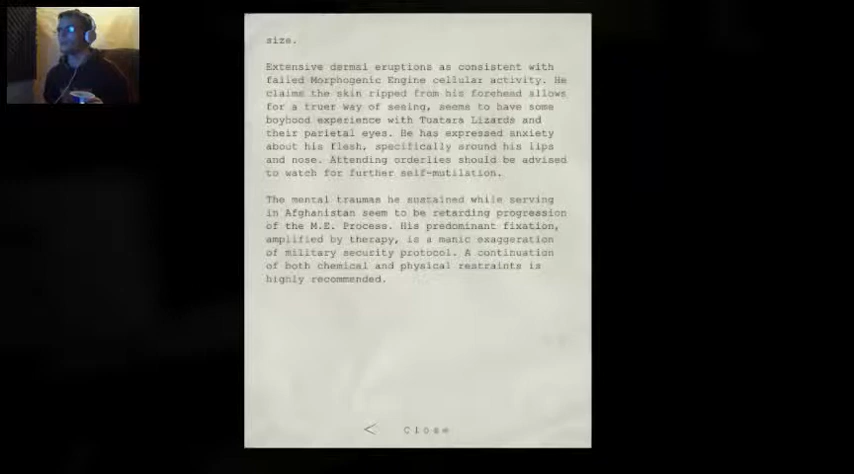 size.
Extensive dermal eruptions as consistent with
failed Morphogenic Engine cellular activity. He
claims the skin ripped from his forehead allows
for a truer way of seeing, seems to have some
boyhood experience with Tuatara Lizards and
their parietal eyes. He has expressed anxiety
about his flesh, specifically around his lips
and nose. Attending orderlies should be advised
to watch for further self-mutilation.
The mental traumas he sustained while serving
in Afghanistan seem to be retarding progression
of the M.E. Process. His predominant fixation,
amplified by therapy, is a manic exaggeration
of military security protocol. A continuation
of both chemical and physical restraints is
highly recommended.
< Close